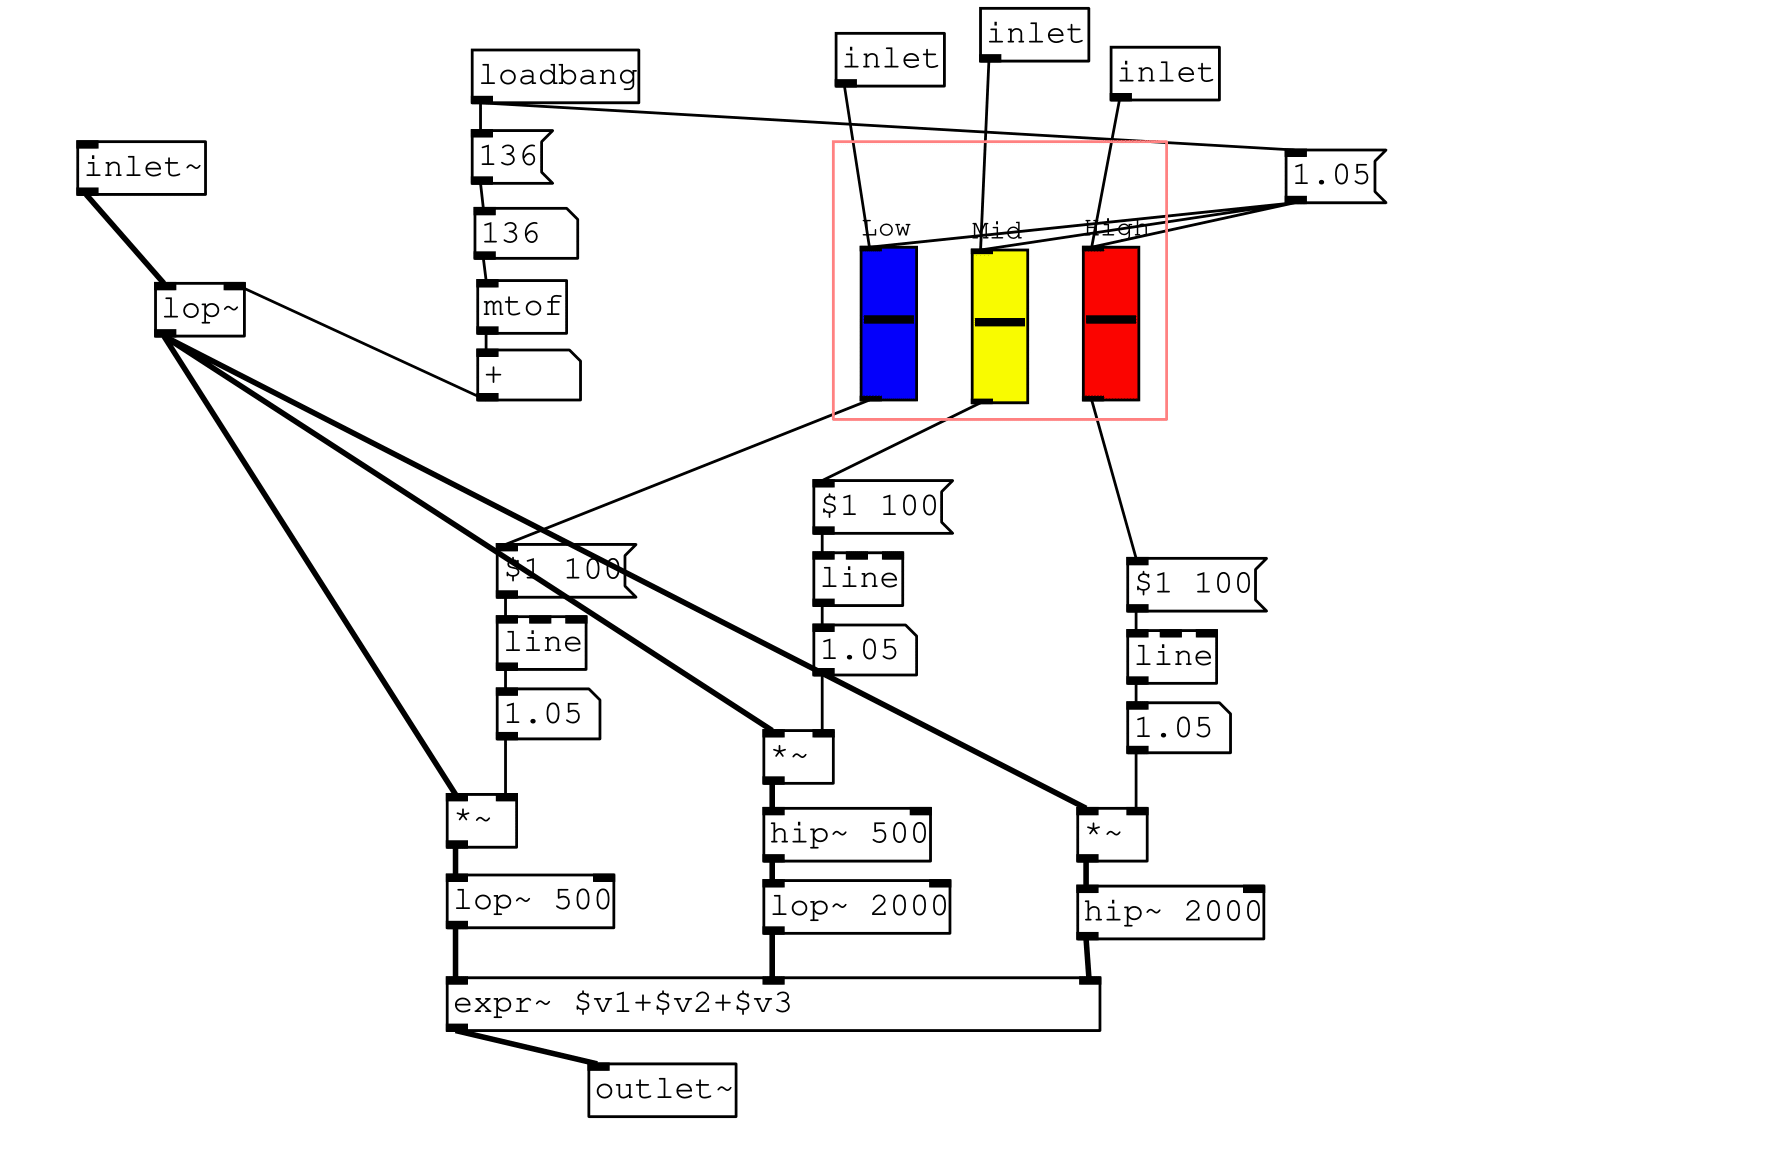 inlet
inlet
inlet
loadbang
136
inlet~
1.05
136
Low
Mid
High
lop~
mtof
+
$1 100
$1 100
$1 100
line
line
line
1.05
1.05
1.05
*~
*~
*~
hip~ 500
lop~ 500
lop~ 2000
hip~ 2000
expr~ $v1+$v2+$v3
outlet~